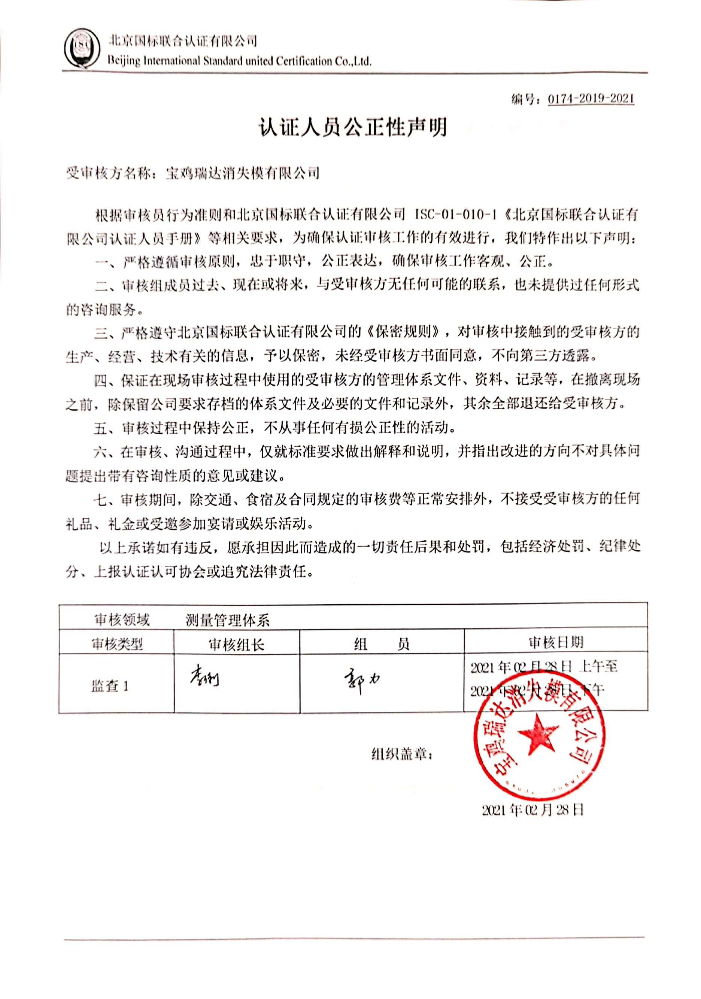 北京国标联合认证有限公司
Beijing International Standard united Certification Co.,Ltd.
编号：0174-2019-2021
认证人员公正性声明
受审核方名称：宝鸡瑞达消失模有限公司
根据审核员行为准则和北京国标联合认证有限公司 ISC-01-010-1《北京国标联合认证有
限公司认证人员手册》等相关要求，为确保认证审核工作的有效进行，我们特作出以下声明：
一、严格遵循审核原则，忠于职守，公正表达，确保审核工作客观、公正。
二、审核组成员过去、现在或将来，与受审核方无任何可能的联系，也未提供过任何形式
的咨询服务。
三、严格遵守北京国标联合认证有限公司的《保密规则》，对审核中接触到的受审核方的
生产、经营、技术有关的信息，予以保密，未经受审核方书面同意，不向第三方透露。
四、保证在现场审核过程中使用的受审核方的管理体系文件、资料、记录等，在撤离现场
之前，除保留公司要求存档的体系文件及必要的文件和记录外，其余全部退还给受审核方。
五、审核过程中保持公正，不从事任何有损公正性的活动。
六、在审核、沟通过程中，仅就标准要求做出解释和说明，并指出改进的方向不对具体问
题提出带有咨询性质的意见或建议。
七、审核期间，除交通、食宿及合同规定的审核费等正常安排外，不接受受审核方的任何
礼品、礼金或受邀参加宴请或娱乐活动。
以上承诺如有违反，愿承担因此而造成的一切责任后果和处罚，包括经济处罚、纪律处
分、上报认证认可协会或追究法律责任。
审核领域 测量管理体系
审核类型 审核组长 组 员 审核日期
监查 1 郭力 2021 年 02 月 28 日 上午至
2021 年 02 月 28 日 下午
宝鸡瑞达消失模有限公司
组织盖章：
2021 年 02 月 28 日